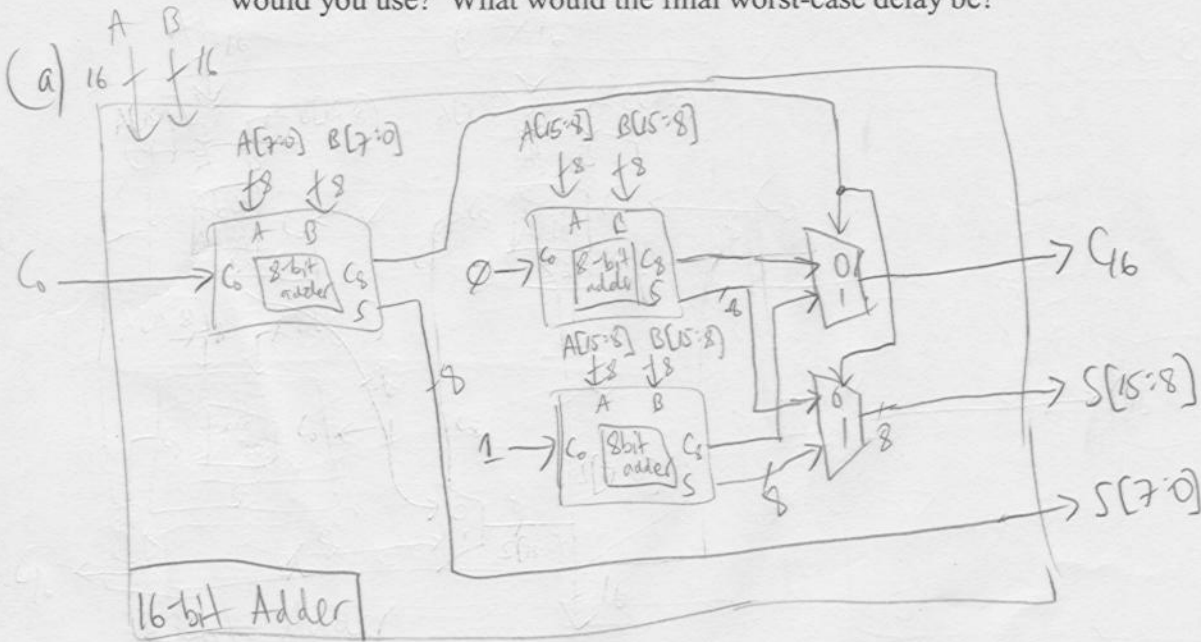 would you use? What would the final worst-case delay be?
(a)
A B
16 16
A[7:0] B[7:0]
8 8
A B
C₀ C₀ 8-bit adder C₈
S
8
A[15:8] B[15:8]
8 8
A B
0 C₀ 8-bit adder C₈
S
8
A[15:8] B[15:8]
8 8
A B
1 C₀ 8bit adder C₈
S
8
0
1
C₁₆
0
1
8
S[15:8]
S[7:0]
16-bit Adder